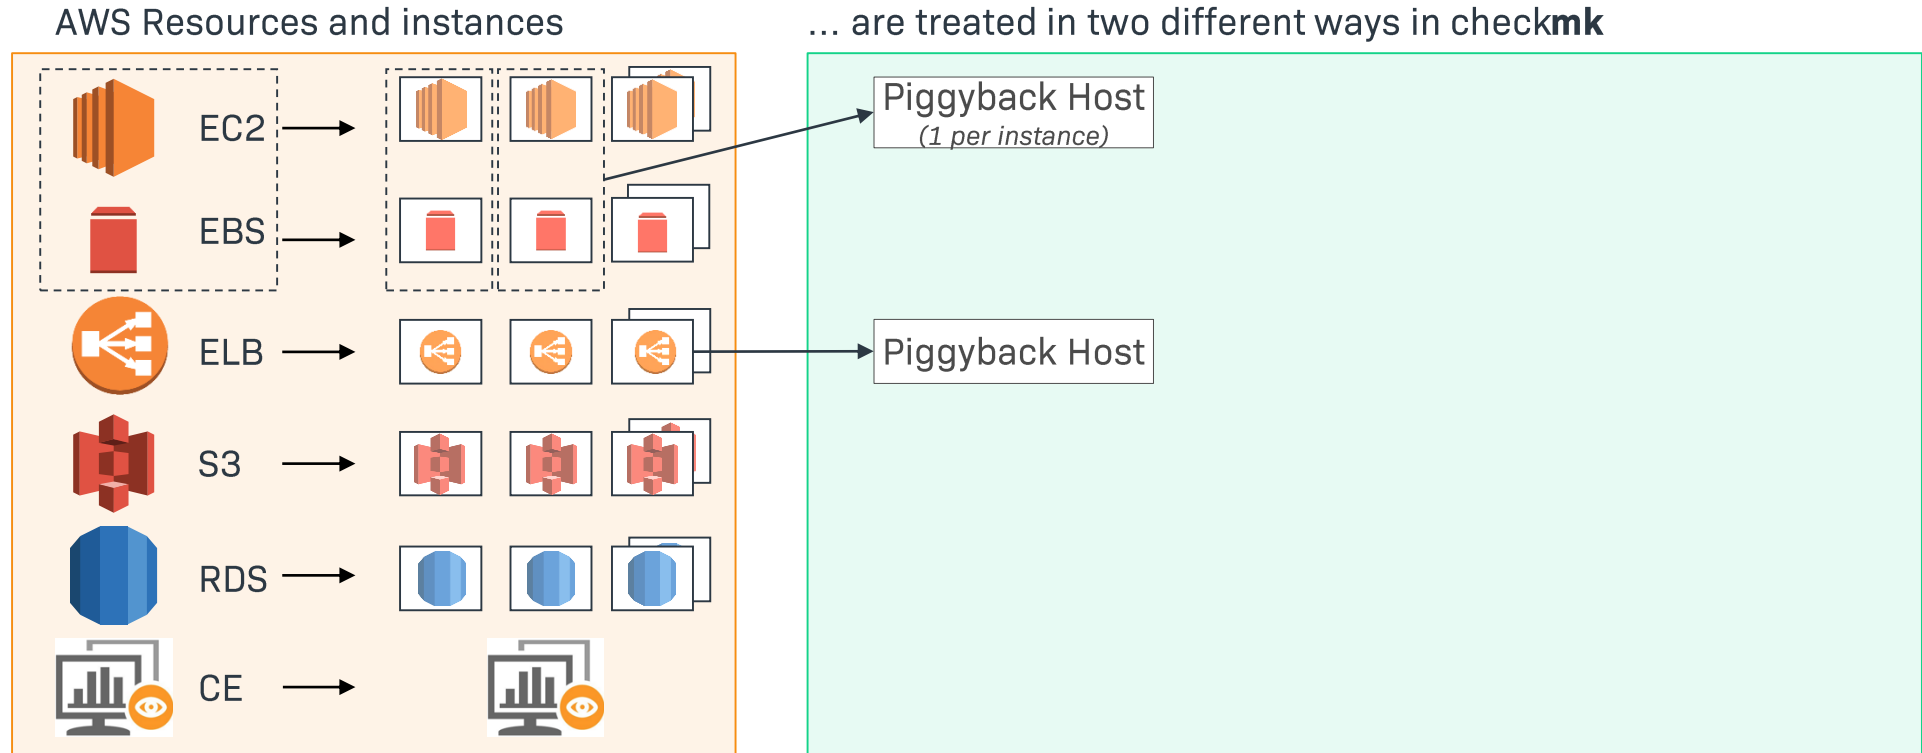 AWS Resources and instances
... are treated in two different ways in checkmk
EC2
Piggyback Host
(1 per instance)
EBS
ELB
Piggyback Host
S3
RDS
CE